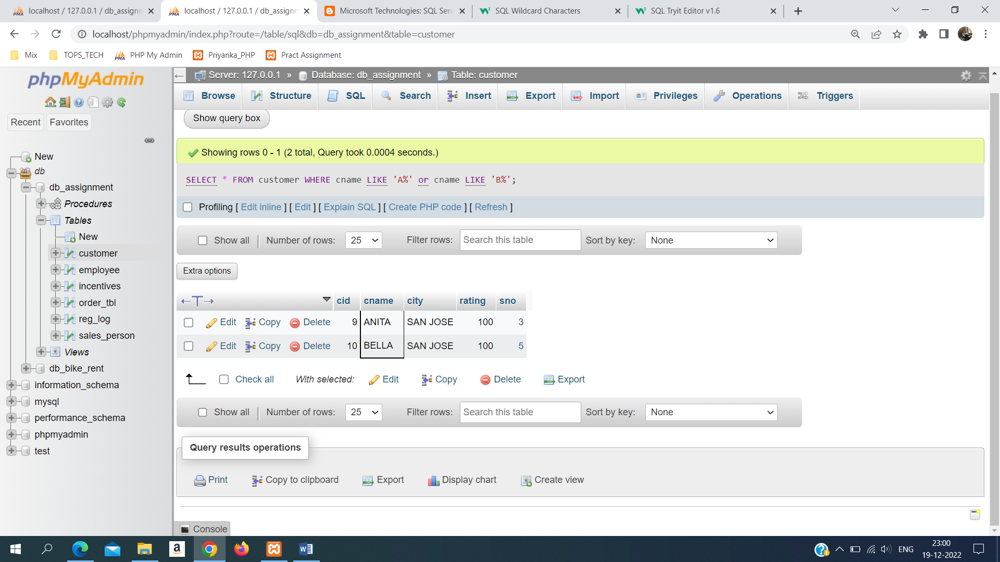 localhost / 127.0.0.1 / db_assignm
localhost / 127.0.0.1 / db_assignm
Microsoft Technologies: SQL Serv
SQL Wildcard Characters
SQL Tryit Editor v1.6
localhost/phpmyadmin/index.php?route=/table/sql&db=db_assignment&table=customer
Mix
TOPS_TECH
PHP My Admin
Priyanka_PHP
Pract Assignment
phpMyAdmin
Recent
Favorites
New
db
db_assignment
Procedures
Tables
New
customer
employee
incentives
order_tbl
reg_log
sales_person
Views
db_bike_rent
information_schema
mysql
performance_schema
phpmyadmin
test
Server: 127.0.0.1 » Database: db_assignment » Table: customer
Browse Structure SQL Search Insert Export Import Privileges Operations Triggers
Show query box
Showing rows 0 - 1 (2 total, Query took 0.0004 seconds.)
SELECT * FROM customer WHERE cname LIKE 'A%' or cname LIKE 'B%';
Profiling [ Edit inline ] [ Edit ] [ Explain SQL ] [ Create PHP code ] [ Refresh ]
Show all | Number of rows: 25 Filter rows: Search this table Sort by key: None
Extra options
←T→ cid cname city rating sno
Edit Copy Delete 9 ANITA SAN JOSE 100 3
Edit Copy Delete 10 BELLA SAN JOSE 100 5
Check all With selected: Edit Copy Delete Export
Show all | Number of rows: 25 Filter rows: Search this table Sort by key: None
Query results operations
Print Copy to clipboard Export Display chart Create view
Console
ENG
23:00
19-12-2022